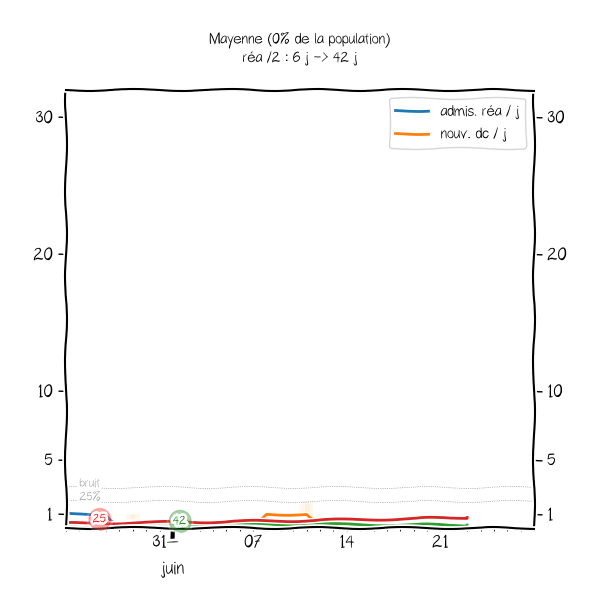 Mayenne (0% de la population)
réa /2 : 6 j -> 42 j
admis. réa / j
nouv. dc / j
30
30
20
20
10
10
5
5
bruit
25%
1
1
25
42
31
07
14
21
juin